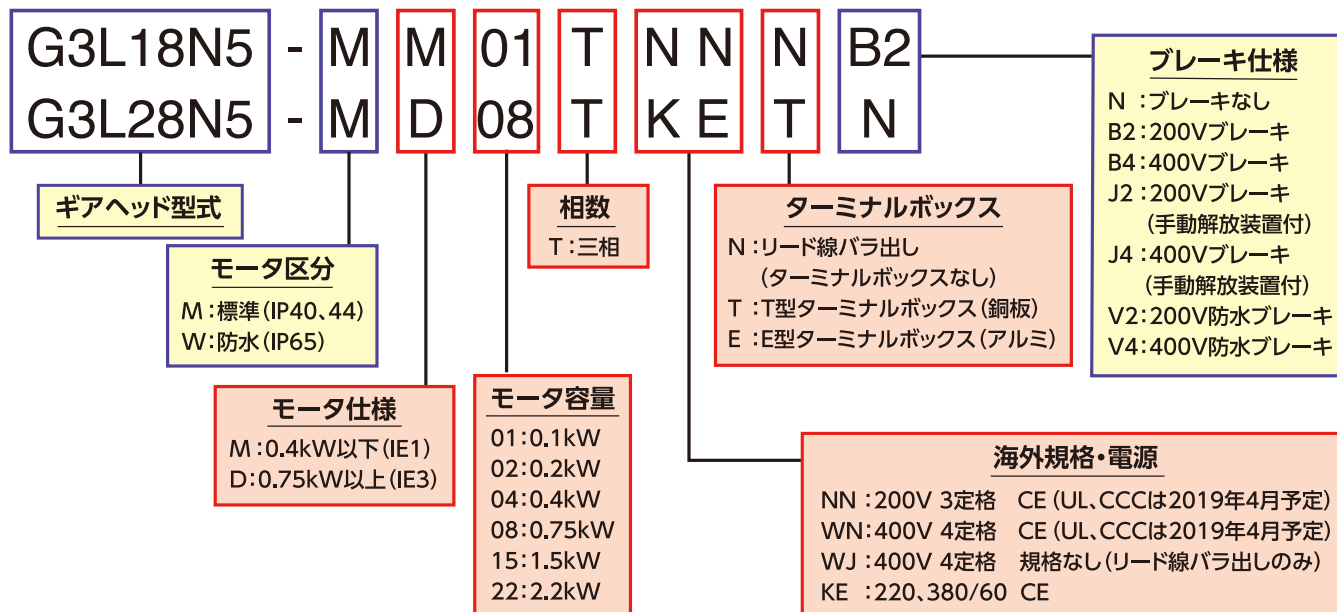 G3L18N5 - M M 01 T N N N B2
G3L28N5 - M D 08 T K E T N
ギアヘッド型式
モータ区分
M:標準(IP40、44)
W:防水(IP65)
モータ仕様
M:0.4kW以下(IE1)
D:0.75kW以上(IE3)
モータ容量
01:0.1kW
02:0.2kW
04:0.4kW
08:0.75kW
15:1.5kW
22:2.2kW
相数
T:三相
ターミナルボックス
N:リード線バラ出し
(ターミナルボックスなし)
T:T型ターミナルボックス(銅板)
E:E型ターミナルボックス(アルミ)
海外規格・電源
NN:200V 3定格 CE(UL、CCCは2019年4月予定)
WN:400V 4定格 CE(UL、CCCは2019年4月予定)
WJ:400V 4定格 規格なし(リード線バラ出しのみ)
KE:220、380/60 CE
ブレーキ仕様
N:ブレーキなし
B2:200Vブレーキ
B4:400Vブレーキ
J2:200Vブレーキ
(手動解放装置付)
J4:400Vブレーキ
(手動解放装置付)
V2:200V防水ブレーキ
V4:400V防水ブレーキ